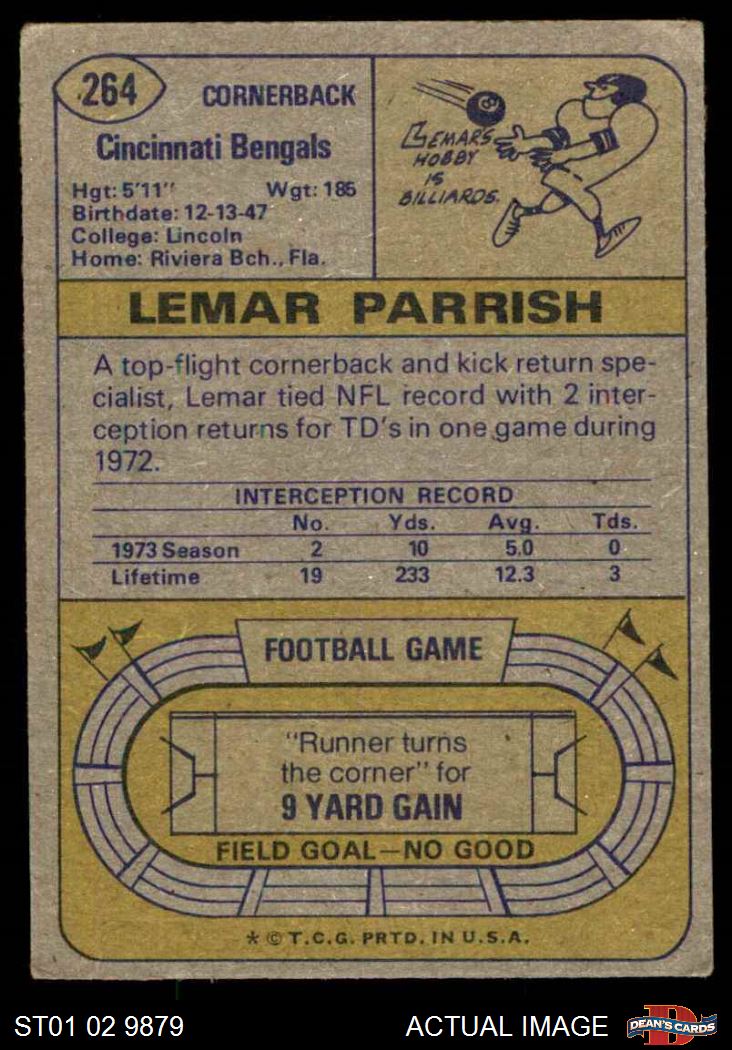 264
CORNERBACK
Cincinnati Bengals
Hgt: 5'11" Wgt: 185
Birthdate: 12-13-47
College: Lincoln
Home: Riviera Bch., Fla.
8
LEMAR'S
HOBBY
IS
BILLIARDS.
LEMAR PARRISH
A top-flight cornerback and kick return spe-
cialist, Lemar tied NFL record with 2 inter-
ception returns for TD's in one game during
1972.
INTERCEPTION RECORD
No. Yds. Avg. Tds.
1973 Season 2 10 5.0 0
Lifetime 19 233 12.3 3
FOOTBALL GAME
"Runner turns
the corner" for
9 YARD GAIN
FIELD GOAL—NO GOOD
* © T.C.G. PRTD. IN U.S.A.
ST01 02 9879 ACTUAL IMAGE
D
DEAN'S CARDS